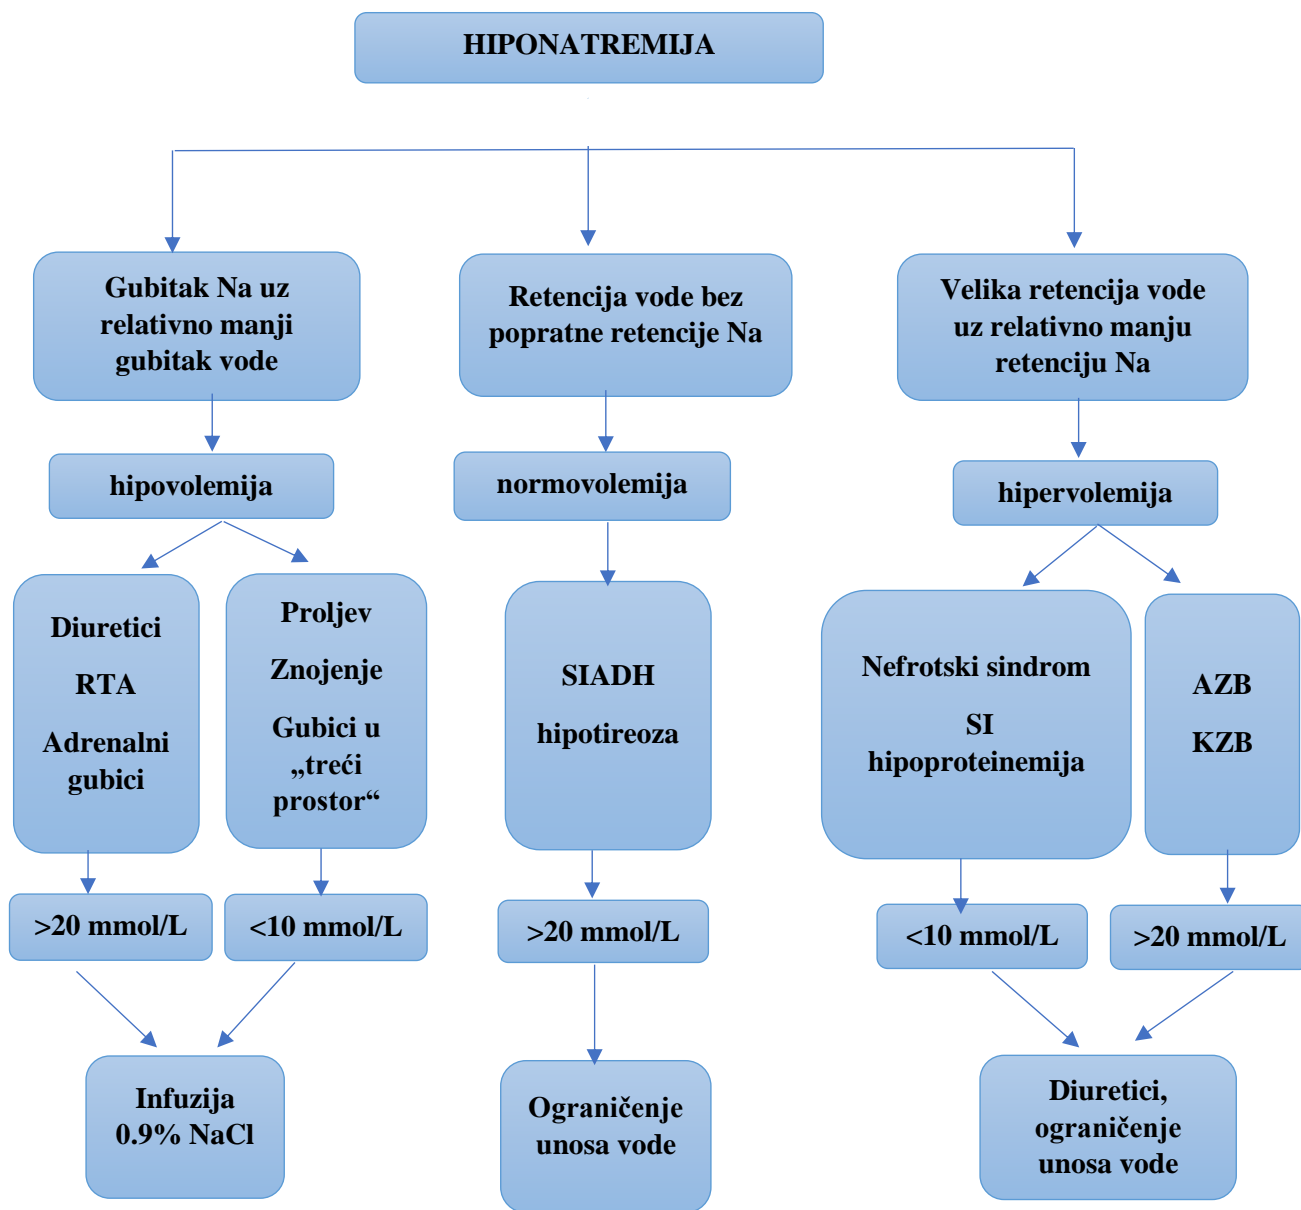 HIPONATREMIJA
Gubitak Na uz
relativno manji
gubitak vode
Retencija vode bez
popratne retencije Na
Velika retencija vode
uz relativno manju
retenciju Na
hipovolemija
normovolemija
hipervolemija
Diuretici
RTA
Adrenalni
gubici
Proljev
Znojenje
Gubici u
„treći
prostor“
SIADH
hipotireoza
Nefrotski sindrom
SI
hipoproteinemija
AZB
KZB
>20 mmol/L
<10 mmol/L
>20 mmol/L
<10 mmol/L
>20 mmol/L
Infuzija
0.9% NaCl
Ograničenje
unosa vode
Diuretici,
ograničenje
unosa vode